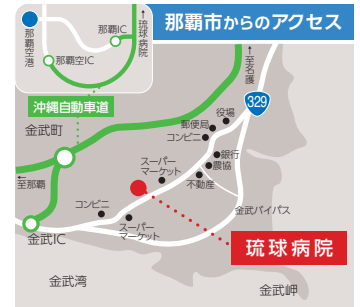 那覇市からのアクセス
那覇IC
↑至琉球病院
那覇空港
那覇空IC
沖縄自動車道
金武町
↑至名護
329
役場
郵便局
コンビニ
銀行
農協
不動産
スーパー
マーケット
←至那覇
コンビニ
スーパー
マーケット
金武バイパス
金武IC
琉球病院
金武湾
金武岬